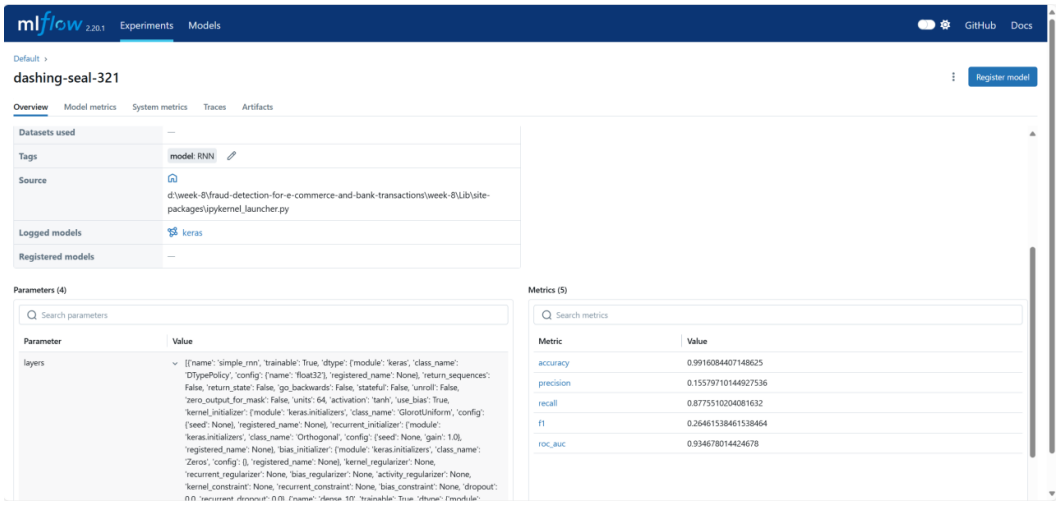 mlflow 2.20.1 Experiments Models GitHub Docs
Default >
dashing-seal-321
Register model
Overview Model metrics System metrics Traces Artifacts
Datasets used —
Tags model: RNN
Source
d:\week-8\fraud-detection-for-e-commerce-and-bank-transactions\week-8\Lib\site-
packages\ipykernel_launcher.py
Logged models keras
Registered models —
Parameters (4)
Search parameters
Parameter Value
layers [{'name': 'simple_rnn', 'trainable': True, 'dtype': {'module': 'keras', 'class_name':
'DTypePolicy', 'config': {'name': 'float32'}, 'registered_name': None}, 'return_sequences':
False, 'return_state': False, 'go_backwards': False, 'stateful': False, 'unroll': False,
'zero_output_for_mask': False, 'units': 64, 'activation': 'tanh', 'use_bias': True,
'kernel_initializer': {'module': 'keras.initializers', 'class_name': 'GlorotUniform', 'config':
{'seed': None}, 'registered_name': None}, 'recurrent_initializer': {'module':
'keras.initializers', 'class_name': 'Orthogonal', 'config': {'seed': None, 'gain': 1.0},
'registered_name': None}, 'bias_initializer': {'module': 'keras.initializers', 'class_name':
'Zeros', 'config': {}, 'registered_name': None}, 'kernel_regularizer': None,
'recurrent_regularizer': None, 'bias_regularizer': None, 'activity_regularizer': None,
'kernel_constraint': None, 'recurrent_constraint': None, 'bias_constraint': None, 'dropout':
0.0, 'recurrent_dropout': 0.0}, {'name': 'dense_10', 'trainable': True, 'dtype': {'module':
Metrics (5)
Search metrics
Metric Value
accuracy 0.9916084407148625
precision 0.15579710144927536
recall 0.8775510204081632
f1 0.26461538461538464
roc_auc 0.934678014424678